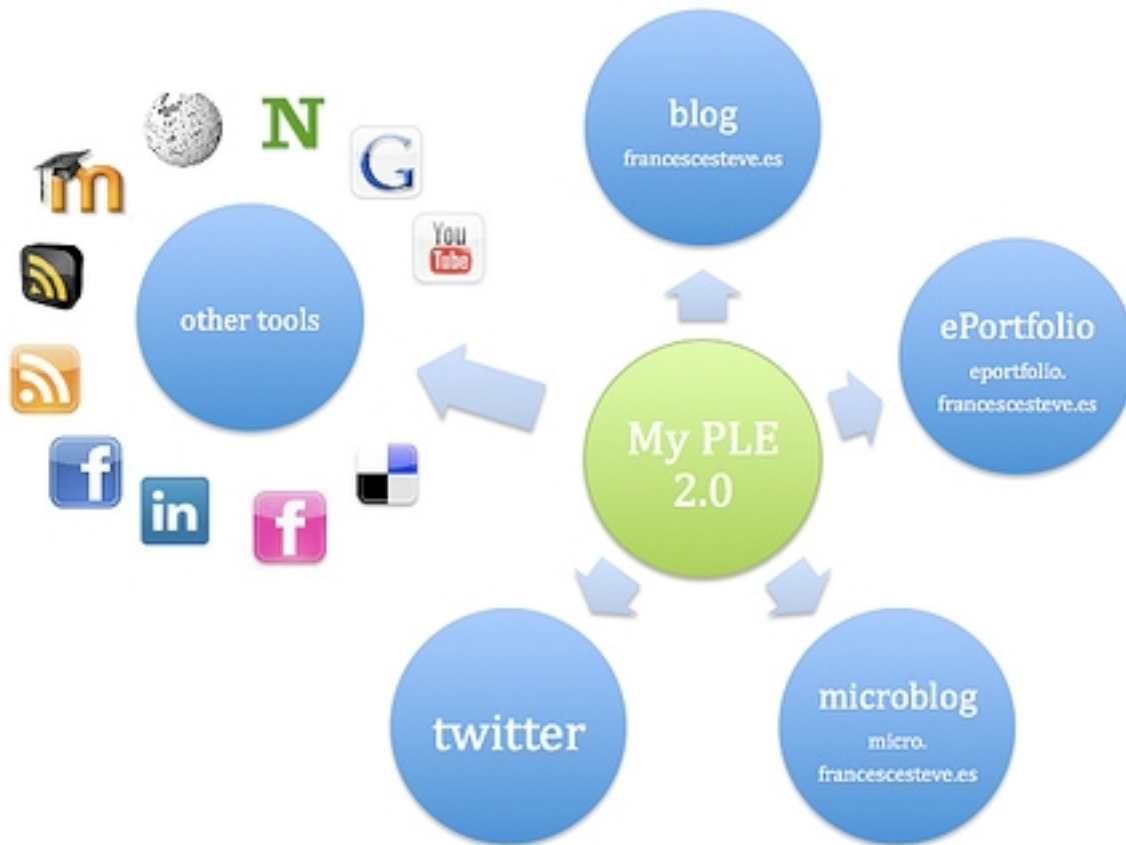 blog
francescesteve.es
N
G
You
Tube
m
other tools
ePortfolio
eportfolio.
francescesteve.es
My PLE
2.0
f
in
f
twitter
microblog
micro.
francescesteve.es